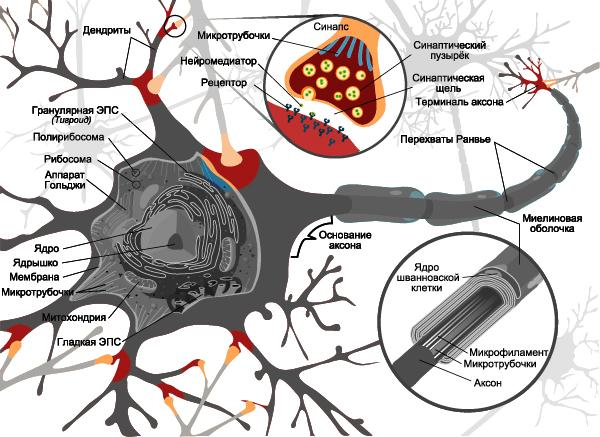 Дендриты
Синапс
Микротрубочки
Нейромедиатор
Рецептор
Синаптический
пузырёк
Синаптическая
щель
Терминаль аксона
Гранулярная ЭПС
(Тигроид)
Полирибосома
Рибосома
Аппарат
Гольджи
Перехваты Ранвье
Миелиновая
оболочка
Основание
аксона
Ядро
Ядрышко
Мембрана
Микротрубочки
Митохондрия
Гладкая ЭПС
Ядро
шванновской
клетки
Микрофиламент
Микротрубочки
Аксон